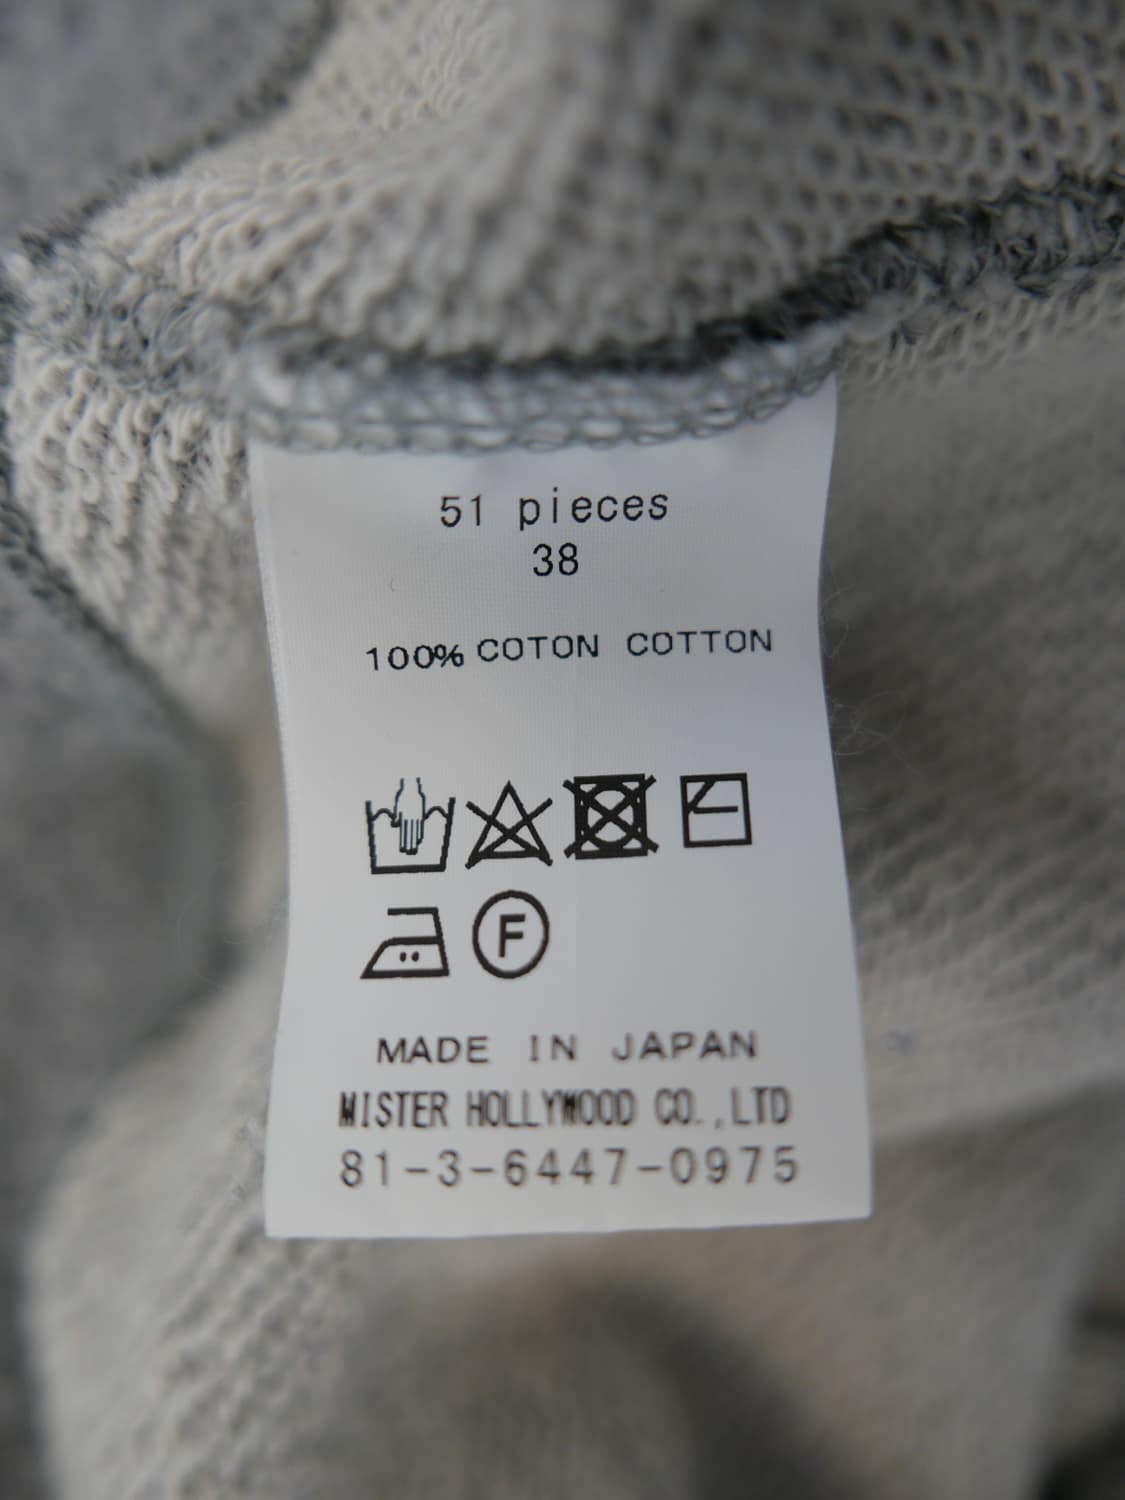 51 pieces
38
100% COTON COTTON
F
MADE IN JAPAN
MISTER HOLLYWOOD CO.,LTD
81-3-6447-0975